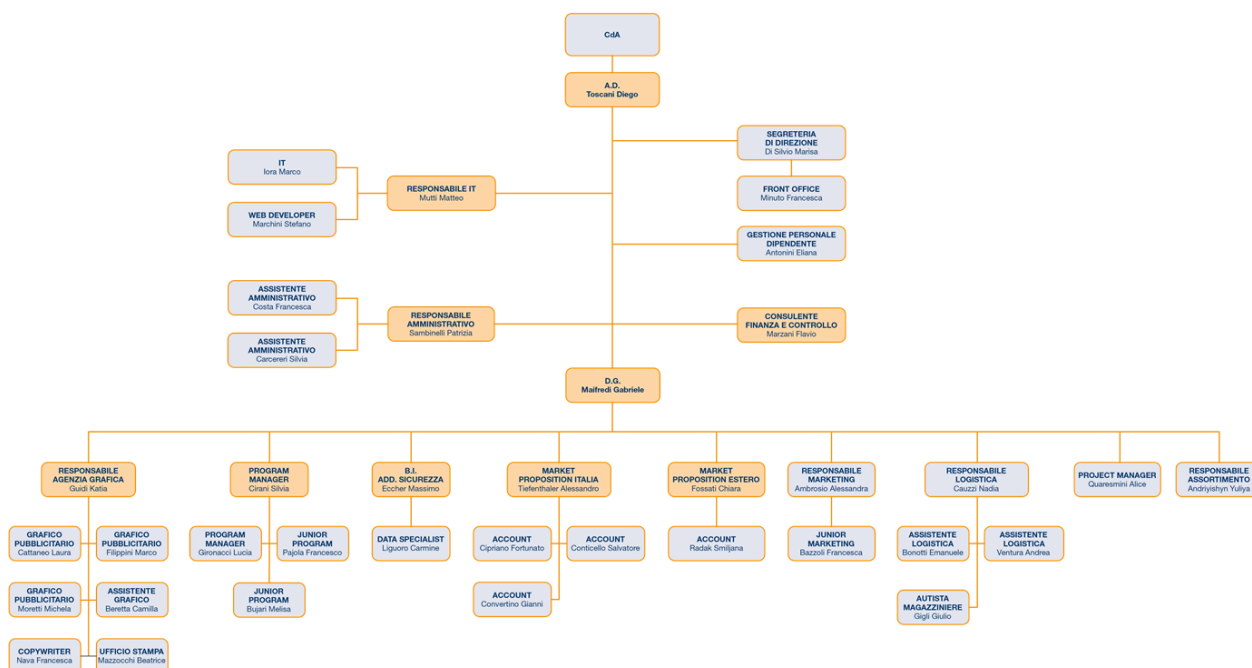 CdA
A.D.
Toscani Diego
SEGRETERIA
DI DIREZIONE
Di Silvio Marisa
IT
Iora Marco
RESPONSABILE IT
Mutti Matteo
FRONT OFFICE
Minuto Francesca
WEB DEVELOPER
Marchini Stefano
GESTIONE PERSONALE
DIPENDENTE
Antonini Eliana
ASSISTENTE
AMMINISTRATIVO
Costa Francesca
RESPONSABILE
AMMINISTRATIVO
Sambinelli Patrizia
CONSULENTE
FINANZA E CONTROLLO
Marzani Flavio
ASSISTENTE
AMMINISTRATIVO
Carcereri Silvia
D.G.
Maifredi Gabriele
RESPONSABILE
AGENZIA GRAFICA
Guidi Katia
PROGRAM
MANAGER
Cirani Silvia
B.I.
ADD. SICUREZZA
Eccher Massimo
MARKET
PROPOSITION ITALIA
Tiefenthaler Alessandro
MARKET
PROPOSITION ESTERO
Fossati Chiara
RESPONSABILE
MARKETING
Ambrosio Alessandra
RESPONSABILE
LOGISTICA
Cauzzi Nadia
PROJECT MANAGER
Quaresmini Alice
RESPONSABILE
ASSORTIMENTO
Andriyishyn Yuliya
GRAFICO
PUBBLICITARIO
Cattaneo Laura
GRAFICO
PUBBLICITARIO
Filippini Marco
PROGRAM
MANAGER
Gironacci Lucia
JUNIOR
PROGRAM
Pajola Francesco
DATA SPECIALIST
Liguoro Carmine
ACCOUNT
Cipriano Fortunato
ACCOUNT
Conticello Salvatore
ACCOUNT
Radak Smiljana
JUNIOR
MARKETING
Bazzoli Francesca
ASSISTENTE
LOGISTICA
Bonotti Emanuele
ASSISTENTE
LOGISTICA
Ventura Andrea
GRAFICO
PUBBLICITARIO
Moretti Michela
ASSISTENTE
GRAFICO
Beretta Camilla
JUNIOR
PROGRAM
Bujari Melisa
ACCOUNT
Convertino Gianni
AUTISTA
MAGAZZINIERE
Gigli Giulio
COPYWRITER
Nava Francesca
UFFICIO STAMPA
Mazzocchi Beatrice